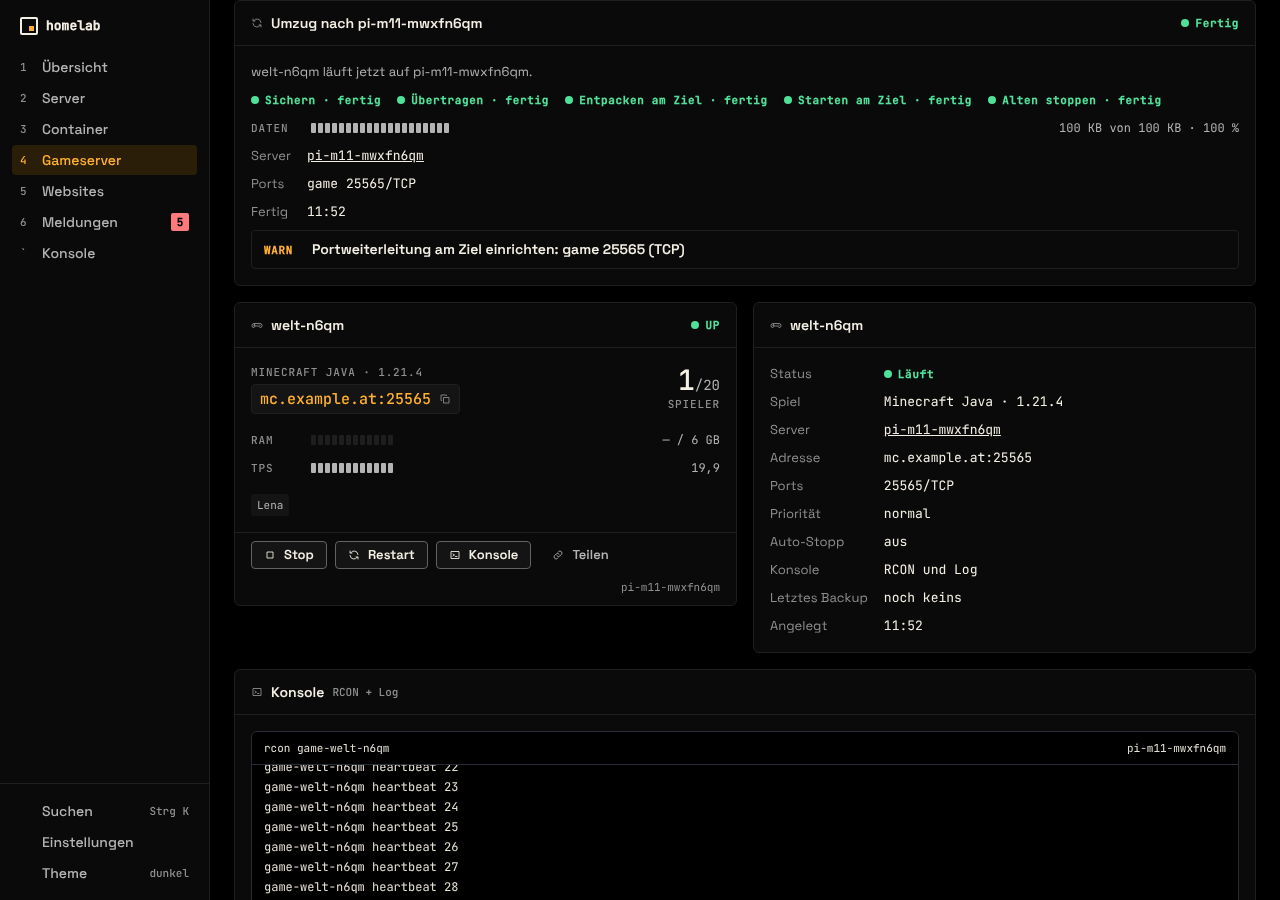 homelab
1 Übersicht
2 Server
3 Container
4 Gameserver
5 Websites
6 Meldungen 5
` Konsole
Suchen Strg K
Einstellungen
Theme dunkel
Umzug nach pi-m11-mwxfn6qm Fertig
welt-n6qm läuft jetzt auf pi-m11-mwxfn6qm.
Sichern · fertig Übertragen · fertig Entpacken am Ziel · fertig Starten am Ziel · fertig Alten stoppen · fertig
DATEN 100 KB von 100 KB · 100 %
Server pi-m11-mwxfn6qm
Ports game 25565/TCP
Fertig 11:52
WARN Portweiterleitung am Ziel einrichten: game 25565 (TCP)
welt-n6qm UP
MINECRAFT JAVA · 1.21.4
mc.example.at:25565
1/20
SPIELER
RAM — / 6 GB
TPS 19,9
Lena
Stop Restart Konsole Teilen
pi-m11-mwxfn6qm
welt-n6qm
Status Läuft
Spiel Minecraft Java · 1.21.4
Server pi-m11-mwxfn6qm
Adresse mc.example.at:25565
Ports 25565/TCP
Priorität normal
Auto-Stopp aus
Konsole RCON und Log
Letztes Backup noch keins
Angelegt 11:52
Konsole RCON + Log
rcon game-welt-n6qm pi-m11-mwxfn6qm
game-welt-n6qm heartbeat 22
game-welt-n6qm heartbeat 23
game-welt-n6qm heartbeat 24
game-welt-n6qm heartbeat 25
game-welt-n6qm heartbeat 26
game-welt-n6qm heartbeat 27
game-welt-n6qm heartbeat 28